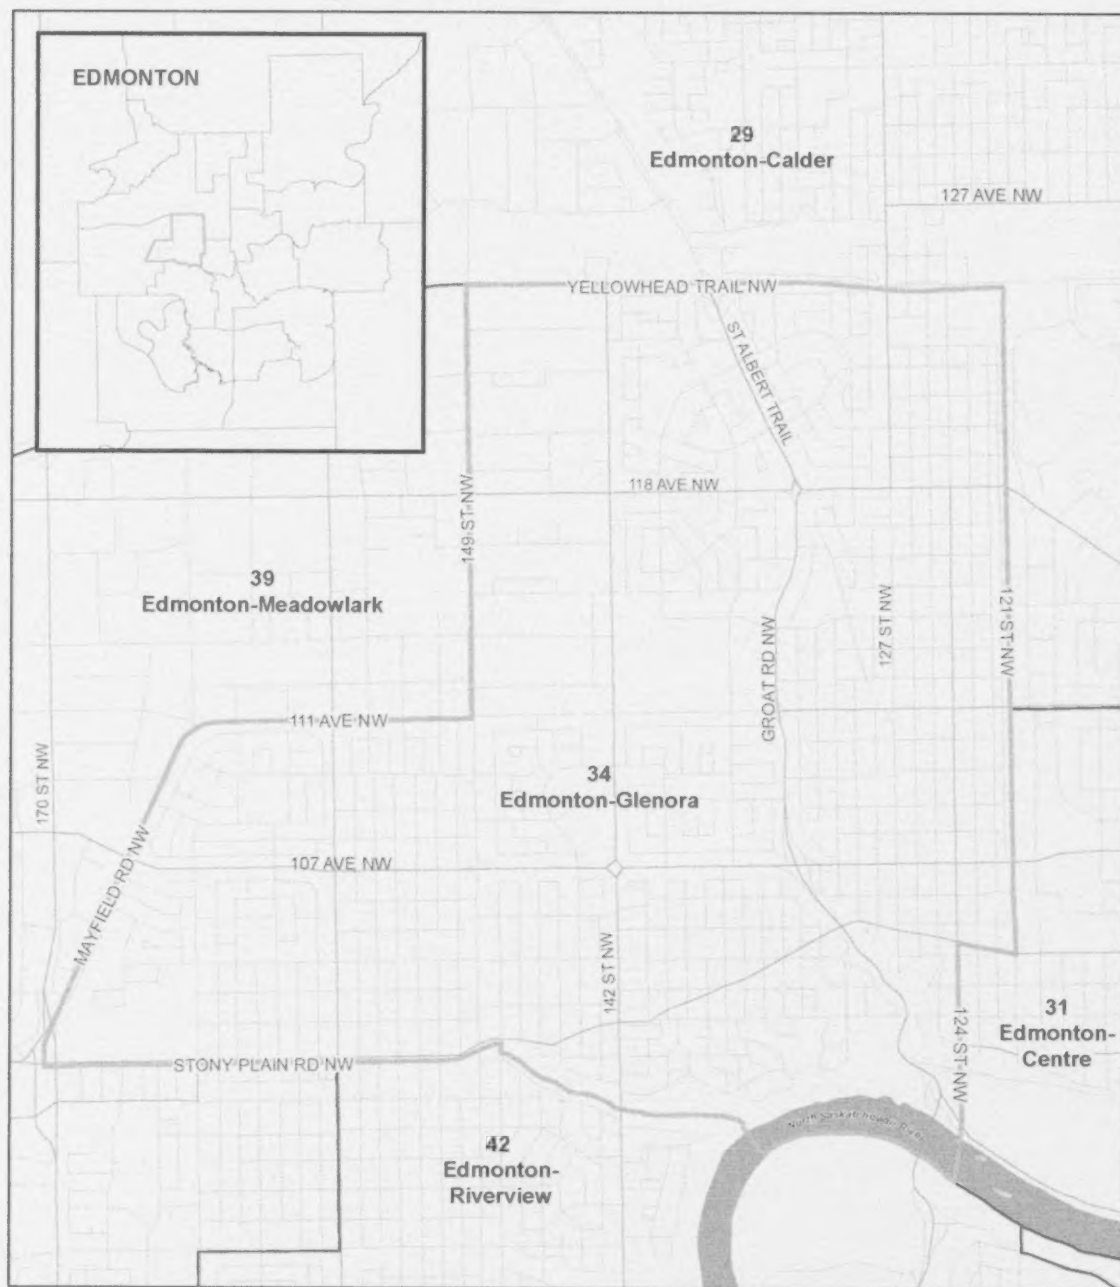 EDMONTON
29
Edmonton-Calder
127 AVE NW
YELLOWHEAD TRAIL NW
ST ALBERT TRAIL
118 AVE NW
149 ST NW
39
Edmonton-Meadowlark
121 ST NW
127 ST NW
GROAT RD NW
111 AVE NW
170 ST NW
34
Edmonton-Glenora
MAYFIELD RD NW
107 AVE NW
142 ST NW
31
Edmonton-
Centre
124 ST NW
STONY PLAIN RD NW
North Saskatchewan River
42
Edmonton-
Riverview